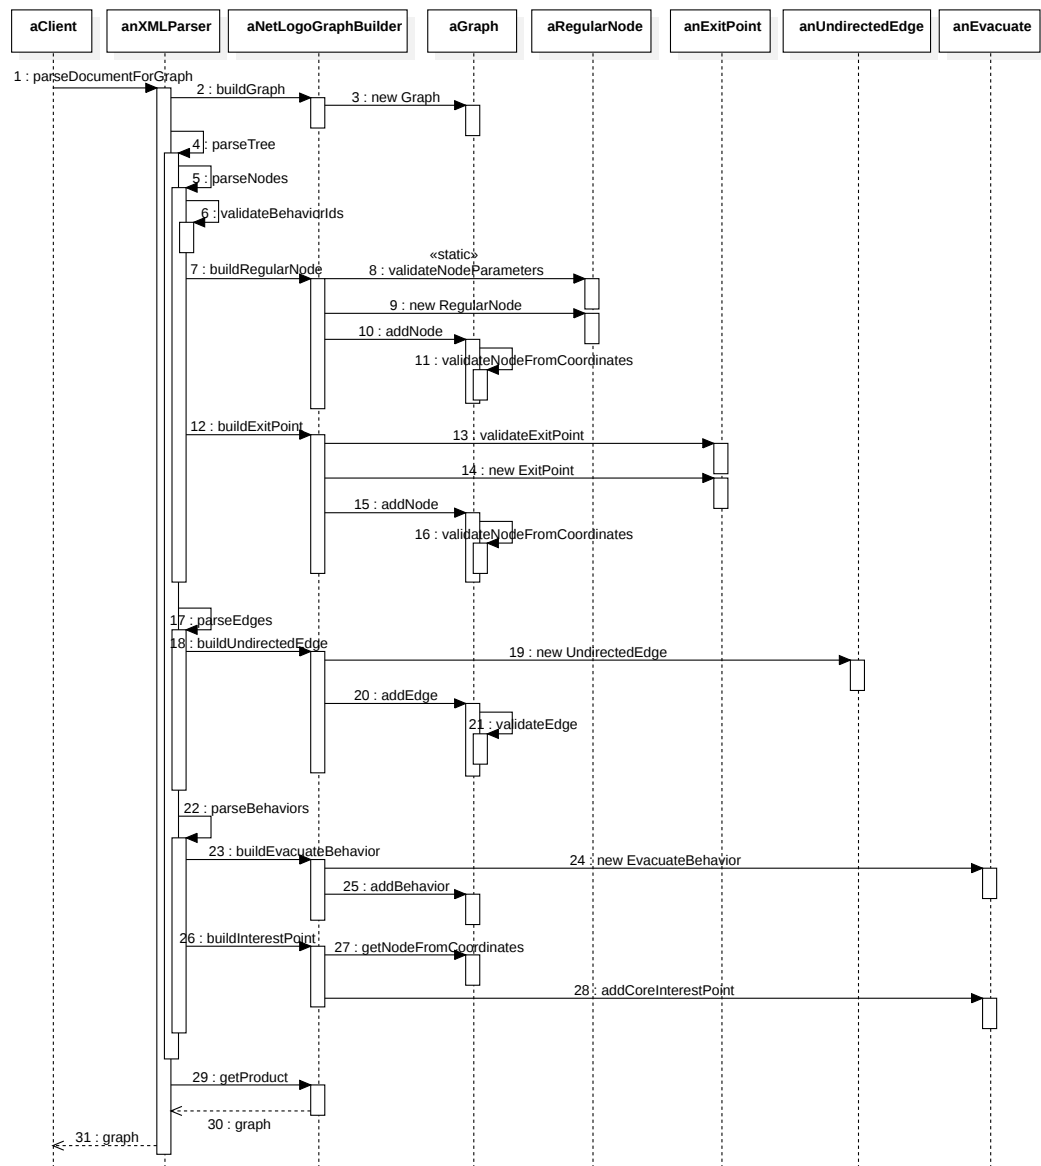 aClient
anXMLParser
aNetLogoGraphBuilder
aGraph
aRegularNode
anExitPoint
anUndirectedEdge
anEvacuate
1 : parseDocumentForGraph
2 : buildGraph
3 : new Graph
4 : parseTree
5 : parseNodes
6 : validateBehaviorIds
«static»
7 : buildRegularNode
8 : validateNodeParameters
9 : new RegularNode
10 : addNode
11 : validateNodeFromCoordinates
12 : buildExitPoint
13 : validateExitPoint
14 : new ExitPoint
15 : addNode
16 : validateNodeFromCoordinates
17 : parseEdges
18 : buildUndirectedEdge
19 : new UndirectedEdge
20 : addEdge
21 : validateEdge
22 : parseBehaviors
23 : buildEvacuateBehavior
24 : new EvacuateBehavior
25 : addBehavior
26 : buildInterestPoint
27 : getNodeFromCoordinates
28 : addCoreInterestPoint
29 : getProduct
30 : graph
31 : graph